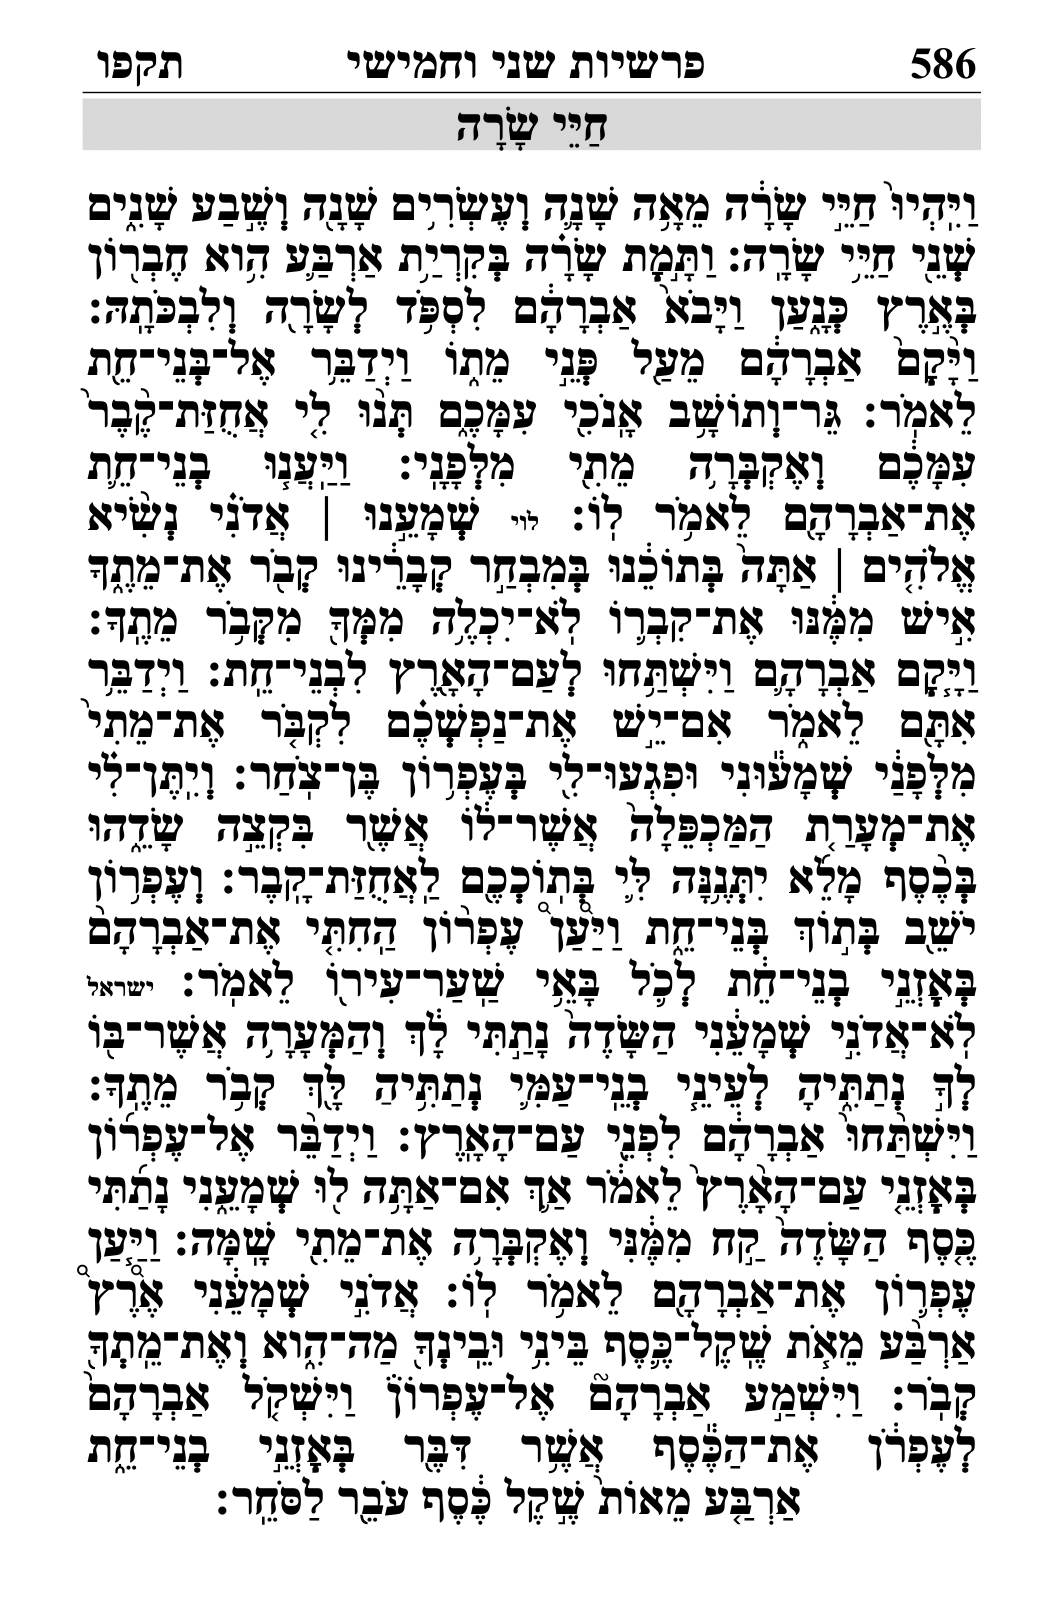 586 פרשיות שני וחמישי תקפו
חַיֵּי שָׂרָה
וַיִּֽהְיוּ֙ חַיֵּ֣י שָׂרָ֔ה מֵאָ֥ה שָׁנָ֛ה וְעֶשְׂרִ֥ים שָׁנָ֖ה וְשֶׁ֣בַע שָׁנִ֑ים
שְׁנֵ֖י חַיֵּ֥י שָׂרָֽה׃ וַתָּ֣מׇת שָׂרָ֗ה בְּקִרְיַ֥ת אַרְבַּ֛ע הִ֥וא חֶבְר֖וֹן
בְּאֶ֣רֶץ כְּנָ֑עַן וַיָּבֹא֙ אַבְרָהָ֔ם לִסְפֹּ֥ד לְשָׂרָ֖ה וְלִבְכֹּתָֽהּ׃
וַיָּ֙קׇם֙ אַבְרָהָ֔ם מֵעַ֖ל פְּנֵ֣י מֵת֑וֹ וַיְדַבֵּ֥ר אֶל־בְּנֵי־חֵ֖ת
לֵאמֹֽר׃ גֵּר־וְתוֹשָׁ֥ב אָנֹכִ֖י עִמָּכֶ֑ם תְּנ֨וּ לִ֤י אֲחֻזַּת־קֶ֙בֶר֙
עִמָּכֶ֔ם וְאֶקְבְּרָ֥ה מֵתִ֖י מִלְּפָנָֽי׃ וַיַּעֲנ֧וּ בְנֵי־חֵ֛ת
אֶת־אַבְרָהָ֖ם לֵאמֹ֥ר לֽוֹ׃ לוי שְׁמָעֵ֣נוּ | אֲדֹנִ֗י נְשִׂ֨יא
אֱלֹהִ֤ים | אַתָּה֙ בְּתוֹכֵ֔נוּ בְּמִבְחַ֣ר קְבָרֵ֔ינוּ קְבֹ֖ר אֶת־מֵתֶ֑ךָ
אִ֣ישׁ מִמֶּ֔נּוּ אֶת־קִבְר֛וֹ לֹֽא־יִכְלֶ֥ה מִמְּךָ֖ מִקְּבֹ֥ר מֵתֶֽךָ׃
וַיָּ֧קׇם אַבְרָהָ֛ם וַיִּשְׁתַּ֥חוּ לְעַם־הָאָ֖רֶץ לִבְנֵי־חֵֽת׃ וַיְדַבֵּ֥ר
אִתָּ֖ם לֵאמֹ֑ר אִם־יֵ֣שׁ אֶֽת־נַפְשְׁכֶ֗ם לִקְבֹּ֤ר אֶת־מֵתִי֙
מִלְּפָנַ֔י שְׁמָע֕וּנִי וּפִגְעוּ־לִ֖י בְּעֶפְר֥וֹן בֶּן־צֹֽחַר׃ וְיִתֶּן־לִ֗י
אֶת־מְעָרַ֤ת הַמַּכְפֵּלָה֙ אֲשֶׁר־ל֔וֹ אֲשֶׁ֖ר בִּקְצֵ֣ה שָׂדֵ֑הוּ
בְּכֶ֨סֶף מָלֵ֜א יִתְּנֶ֥נָּה לִּ֛י בְּתוֹכְכֶ֖ם לַאֲחֻזַּת־קָֽבֶר׃ וְעֶפְר֥וֹן
יֹשֵׁ֖ב בְּת֣וֹךְ בְּנֵי־חֵ֑ת וַיַּ֩עַן֩ עֶפְר֨וֹן הַחִתִּ֤י אֶת־אַבְרָהָם֙
בְּאׇזְנֵ֣י בְנֵי־חֵ֔ת לְכֹ֛ל בָּאֵ֥י שַֽׁעַר־עִיר֖וֹ לֵאמֹֽר׃ ישראל
לֹֽא־אֲדֹנִ֣י שְׁמָעֵ֔נִי הַשָּׂדֶה֙ נָתַ֣תִּי לָ֔ךְ וְהַמְּעָרָ֥ה אֲשֶׁר־בּ֖וֹ
לְךָ֣ נְתַתִּ֑יהָ לְעֵינֵ֧י בְנֵֽי־עַמִּ֛י נְתַתִּ֥יהָ לָּ֖ךְ קְבֹ֥ר מֵתֶֽךָ׃
וַיִּשְׁתַּ֙חוּ֙ אַבְרָהָ֔ם לִפְנֵ֖י עַם־הָאָֽרֶץ׃ וַיְדַבֵּ֨ר אֶל־עֶפְר֜וֹן
בְּאׇזְנֵ֤י עַם־הָאָ֙רֶץ֙ לֵאמֹ֔ר אַ֛ךְ אִם־אַתָּ֥ה ל֖וּ שְׁמָעֵ֑נִי נָתַ֜תִּי
כֶּ֤סֶף הַשָּׂדֶה֙ קַ֣ח מִמֶּ֔נִּי וְאֶקְבְּרָ֥ה אֶת־מֵתִ֖י שָֽׁמָּה׃ וַיַּ֧עַן
עֶפְר֛וֹן אֶת־אַבְרָהָ֖ם לֵאמֹ֥ר לֽוֹ׃ אֲדֹנִ֣י שְׁמָעֵ֔נִי אֶ֩רֶץ֩
אַרְבַּ֨ע מֵאֹ֧ת שֶֽׁקֶל־כֶּ֛סֶף בֵּינִ֥י וּבֵֽינְךָ֖ מַה־הִ֑וא וְאֶת־מֵתְךָ֖
קְבֹֽר׃ וַיִּשְׁמַ֣ע אַבְרָהָם֮ אֶל־עֶפְרוֹן֒ וַיִּשְׁקֹ֤ל אַבְרָהָם֙
לְעֶפְרֹ֔ן אֶת־הַכֶּ֕סֶף אֲשֶׁ֥ר דִּבֶּ֖ר בְּאׇזְנֵ֣י בְנֵי־חֵ֑ת
אַרְבַּ֤ע מֵאוֹת֙ שֶׁ֣קֶל כֶּ֔סֶף עֹבֵ֖ר לַסֹּחֵֽר׃